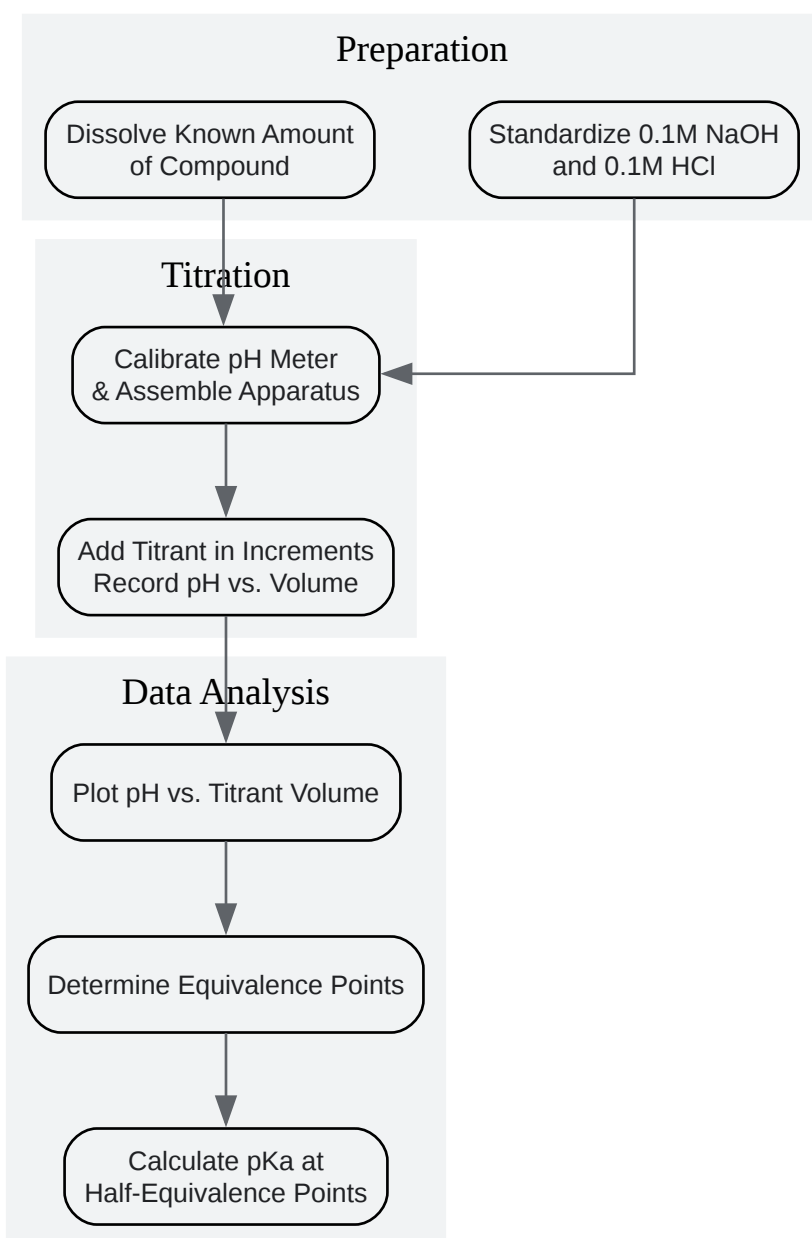 Preparation
Dissolve Known Amount
of Compound
Standardize 0.1M NaOH
and 0.1M HCl
Titration
Calibrate pH Meter
& Assemble Apparatus
Add Titrant in Increments
Record pH vs. Volume
Data Analysis
Plot pH vs. Titrant Volume
Determine Equivalence Points
Calculate pKa at
Half-Equivalence Points